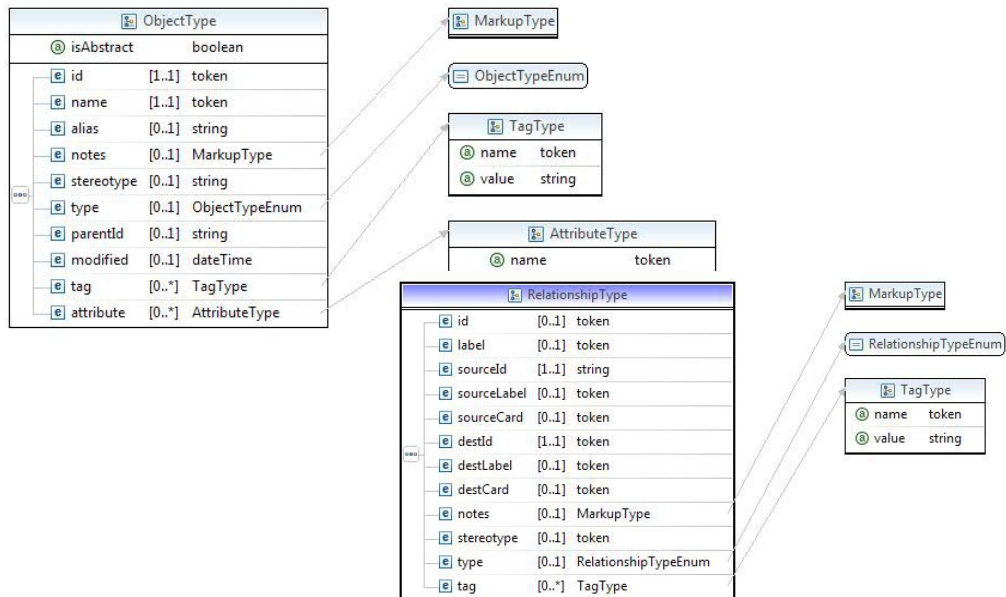 ObjectType
isAbstract boolean
id [1..1] token
name [1..1] token
alias [0..1] string
notes [0..1] MarkupType
stereotype [0..1] string
type [0..1] ObjectTypeEnum
parentId [0..1] string
modified [0..1] dateTime
tag [0..*] TagType
attribute [0..*] AttributeType
MarkupType
ObjectTypeEnum
TagType
name token
value string
AttributeType
name token
RelationshipType
id [0..1] token
label [0..1] token
sourceId [1..1] string
sourceLabel [0..1] token
sourceCard [0..1] token
destId [1..1] token
destLabel [0..1] token
destCard [0..1] token
notes [0..1] MarkupType
stereotype [0..1] token
type [0..1] RelationshipTypeEnum
tag [0..*] TagType
MarkupType
RelationshipTypeEnum
TagType
name token
value string